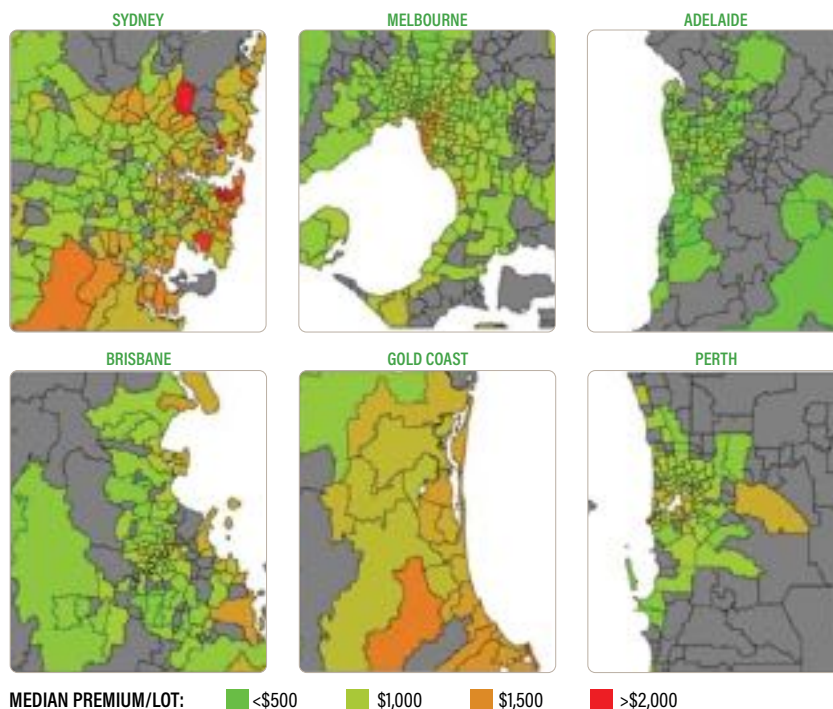 SYDNEY MELBOURNE ADELAIDE
BRISBANE GOLD COAST PERTH
MEDIAN PREMIUM/LOT: <$500 $1,000 $1,500 >$2,000